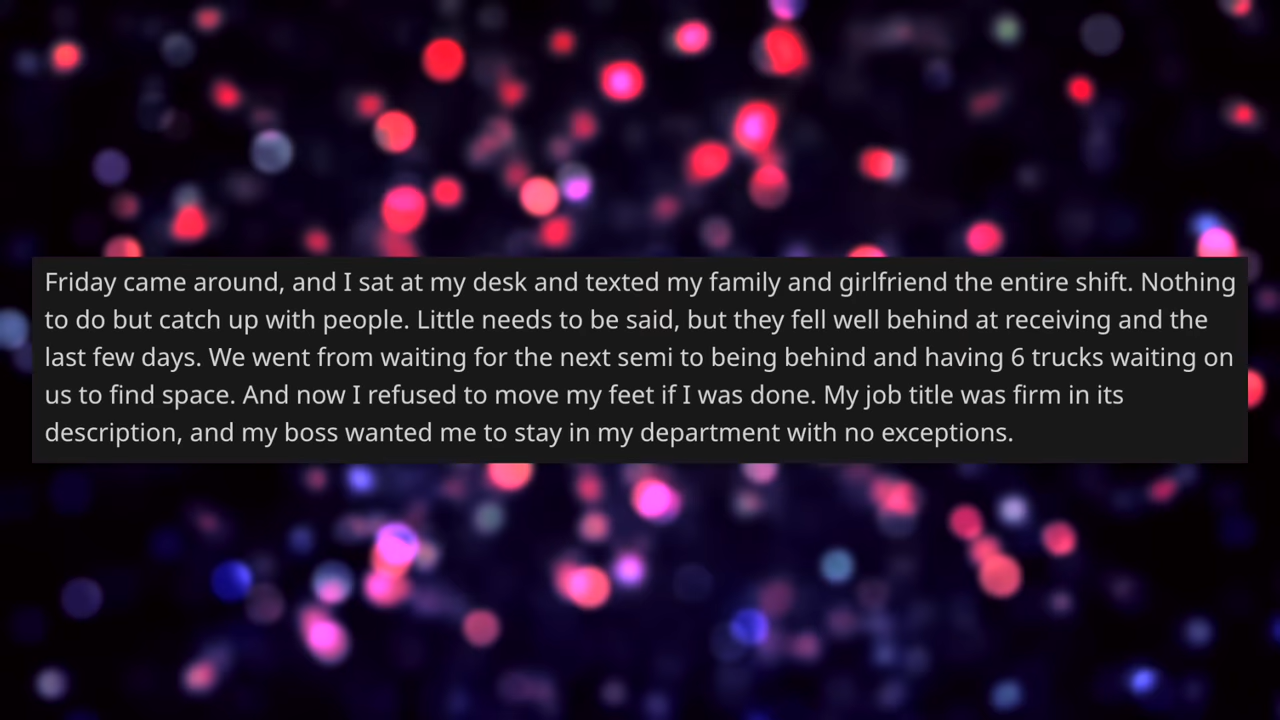 Friday came around, and I sat at my desk and texted my family and girlfriend the entire shift. Nothing
to do but catch up with people. Little needs to be said, but they fell well behind at receiving and the
last few days. We went from waiting for the next semi to being behind and having 6 trucks waiting on
us to find space. And now I refused to move my feet if I was done. My job title was firm in its
description, and my boss wanted me to stay in my department with no exceptions.